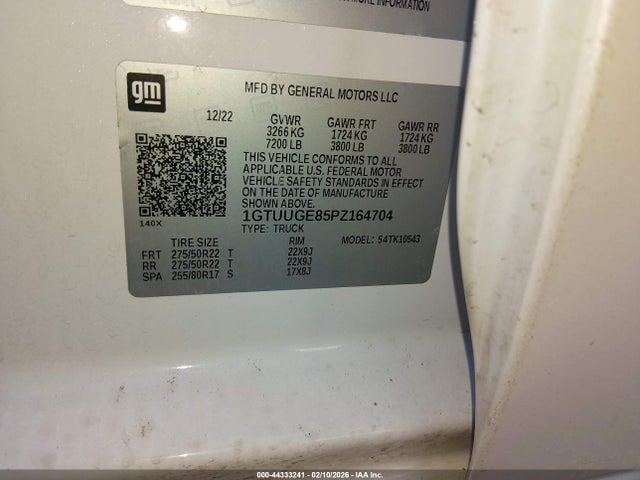 MORE INFORMATION
gm
MFD BY GENERAL MOTORS LLC
12/22
GVWR GAWR FRT GAWR RR
3266 KG 1724 KG 1724 KG
7200 LB 3800 LB 3800 LB
THIS VEHICLE CONFORMS TO ALL
APPLICABLE U.S. FEDERAL MOTOR
VEHICLE SAFETY STANDARDS IN EFFECT
ON THE DATE OF MANUFACTURE
SHOWN ABOVE.
1GTUUGE85PZ164704
140X
TYPE: TRUCK
MODEL: 54TK10543
TIRE SIZE RIM
FRT 275/50R22 T 22X9J
RR 275/50R22 T 22X9J
SPA 255/80R17 S 17X8J
000-44333241 - 02/10/2026 - IAA Inc.